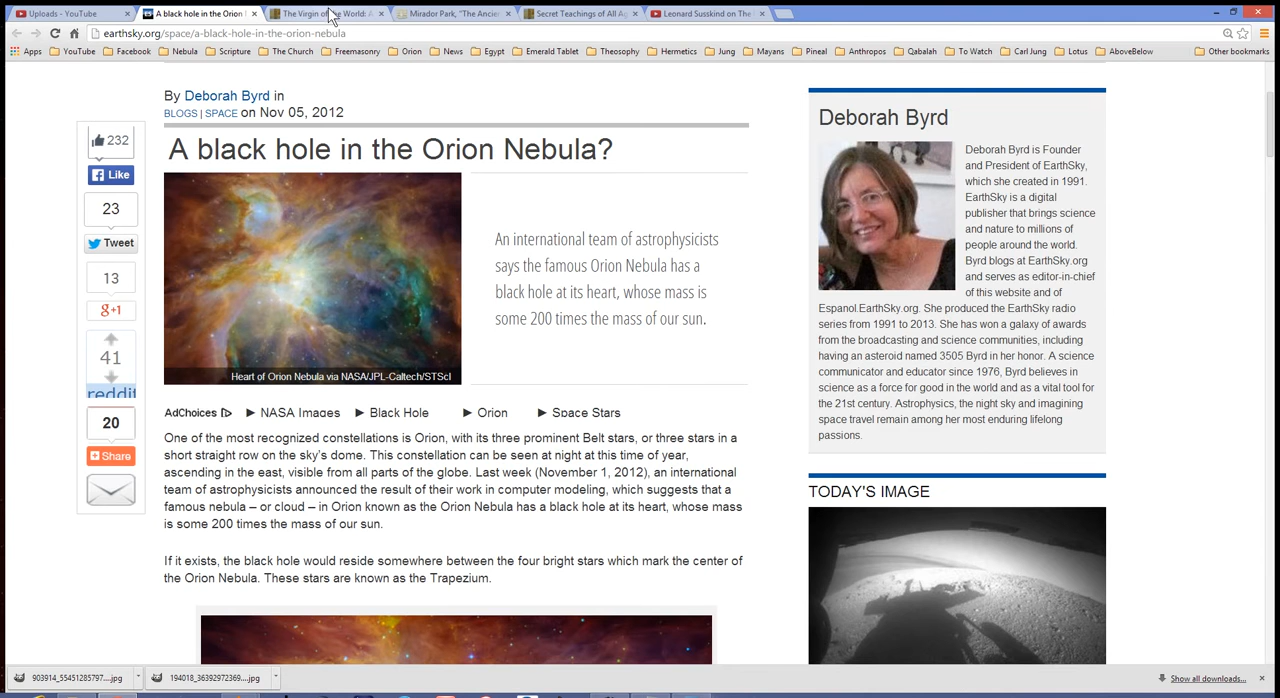 Uploads - YouTube
A black hole in the Orion
The Virgin of the World: A
Mirador Park, "The Ancie
Secret Teachings of All Ag
Leonard Susskind on The
earthsky.org/space/a-black-hole-in-the-orion-nebula
Apps YouTube Facebook Nebula Scripture The Church Freemasonry Orion News Egypt Emerald Tablet Theosophy Hermetics Jung Mayans Pineal Anthropos Qabalah To Watch Carl Jung Lotus AboveBelow Other bookmarks
By Deborah Byrd in
BLOGS | SPACE on Nov 05, 2012
A black hole in the Orion Nebula?
232
Like
23
Tweet
13
g+1
41
reddit
20
Share
An international team of astrophysicists
says the famous Orion Nebula has a
black hole at its heart, whose mass is
some 200 times the mass of our sun.
Heart of Orion Nebula via NASA/JPL-Caltech/STScI
AdChoices ► NASA Images ► Black Hole ► Orion ► Space Stars
One of the most recognized constellations is Orion, with its three prominent Belt stars, or three stars in a
short straight row on the sky's dome. This constellation can be seen at night at this time of year,
ascending in the east, visible from all parts of the globe. Last week (November 1, 2012), an international
team of astrophysicists announced the result of their work in computer modeling, which suggests that a
famous nebula – or cloud – in Orion known as the Orion Nebula has a black hole at its heart, whose mass
is some 200 times the mass of our sun.
If it exists, the black hole would reside somewhere between the four bright stars which mark the center of
the Orion Nebula. These stars are known as the Trapezium.
Deborah Byrd
Deborah Byrd is Founder
and President of EarthSky,
which she created in 1991.
EarthSky is a digital
publisher that brings science
and nature to millions of
people around the world.
Byrd blogs at EarthSky.org
and serves as editor-in-chief
of this website and of
Espanol.EarthSky.org. She produced the EarthSky radio
series from 1991 to 2013. She has won a galaxy of awards
from the broadcasting and science communities, including
having an asteroid named 3505 Byrd in her honor. A science
communicator and educator since 1976, Byrd believes in
science as a force for good in the world and as a vital tool for
the 21st century. Astrophysics, the night sky and imagining
space travel remain among her most enduring lifelong
passions.
TODAY'S IMAGE
903914_55451285797....jpg
194018_36392972369....jpg
Show all downloads...